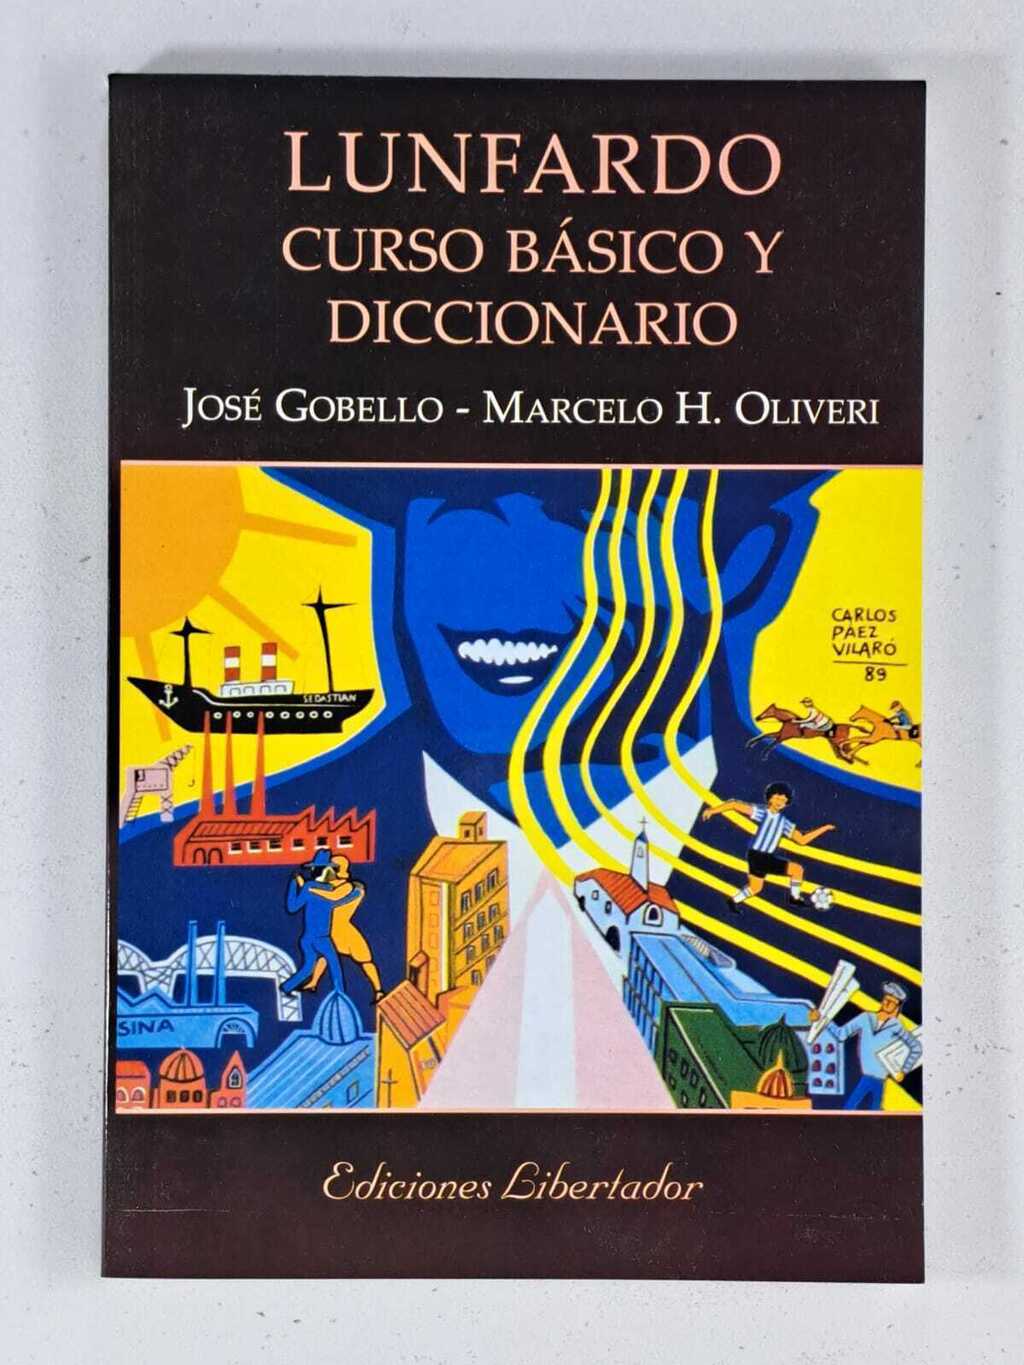 LUNFARDO
CURSO BÁSICO Y
DICCIONARIO
JOSÉ GOBELLO - MARCELO H. OLIVERI
CARLOS
PAEZ
VILARÓ
89
SEBASTIAN
SINA
Ediciones Libertador